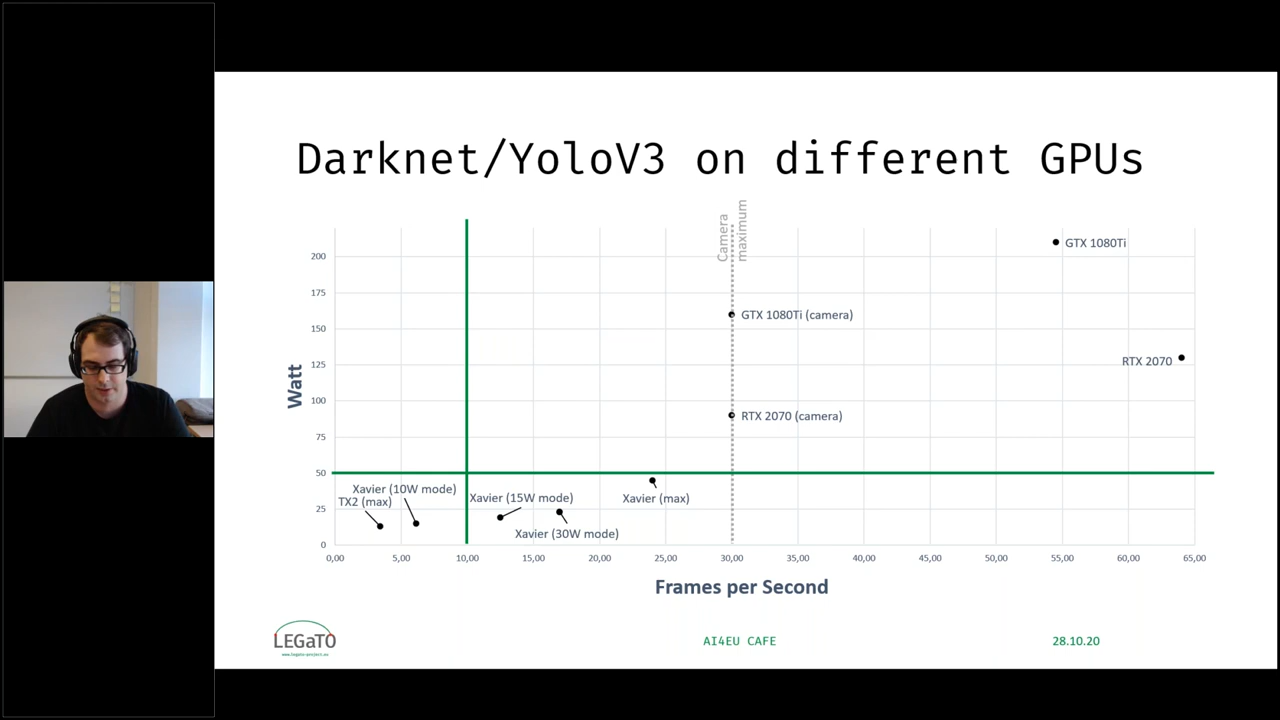 Darknet/YoloV3 on different GPUs
Camera
maximum
GTX 1080Ti
200
175
GTX 1080Ti (camera)
150
RTX 2070
125
Watt
100
RTX 2070 (camera)
75
50
Xavier (10W mode)
TX2 (max)
Xavier (15W mode)
Xavier (max)
25
Xavier (30W mode)
0
0,00 5,00 10,00 15,00 20,00 25,00 30,00 35,00 40,00 45,00 50,00 55,00 60,00 65,00
Frames per Second
LEGaTO
www.legato-project.eu
AI4EU CAFE
28.10.20